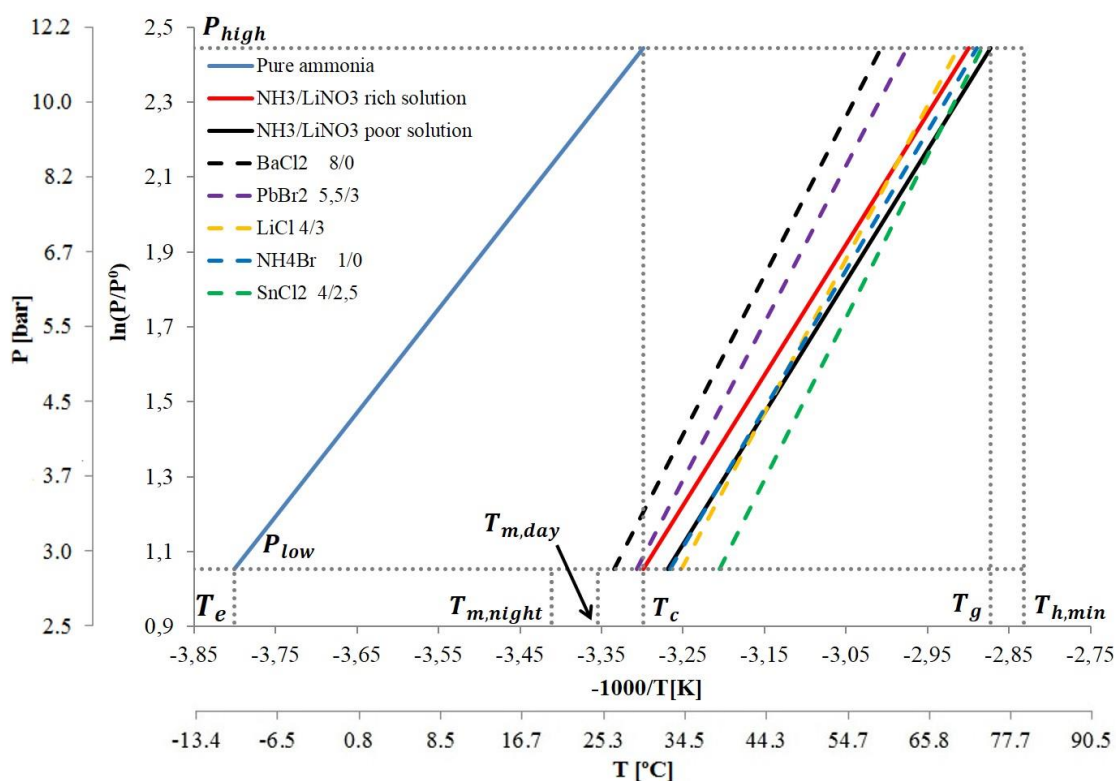 P_high
Pure ammonia
NH3/LiNO3 rich solution
NH3/LiNO3 poor solution
BaCl2 8/0
PbBr2 5,5/3
LiCl 4/3
NH4Br 1/0
SnCl2 4/2,5
P_low
T_m,day
T_e
T_m,night
T_c
T_g
T_h,min
P [bar]
12.2
10.0
8.2
6.7
5.5
4.5
3.7
3.0
2.5
ln(P/P⁰)
2,5
2,3
2,1
1,9
1,7
1,5
1,3
1,1
0,9
-3,85 -3,75 -3,65 -3,55 -3,45 -3,35 -3,25 -3,15 -3,05 -2,95 -2,85 -2,75
-1000/T[K]
-13.4 -6.5 0.8 8.5 16.7 25.3 34.5 44.3 54.7 65.8 77.7 90.5
T [ºC]